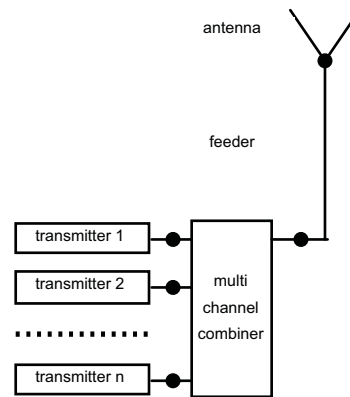 antenna
feeder
transmitter 1
transmitter 2
multi
channel
combiner
transmitter n